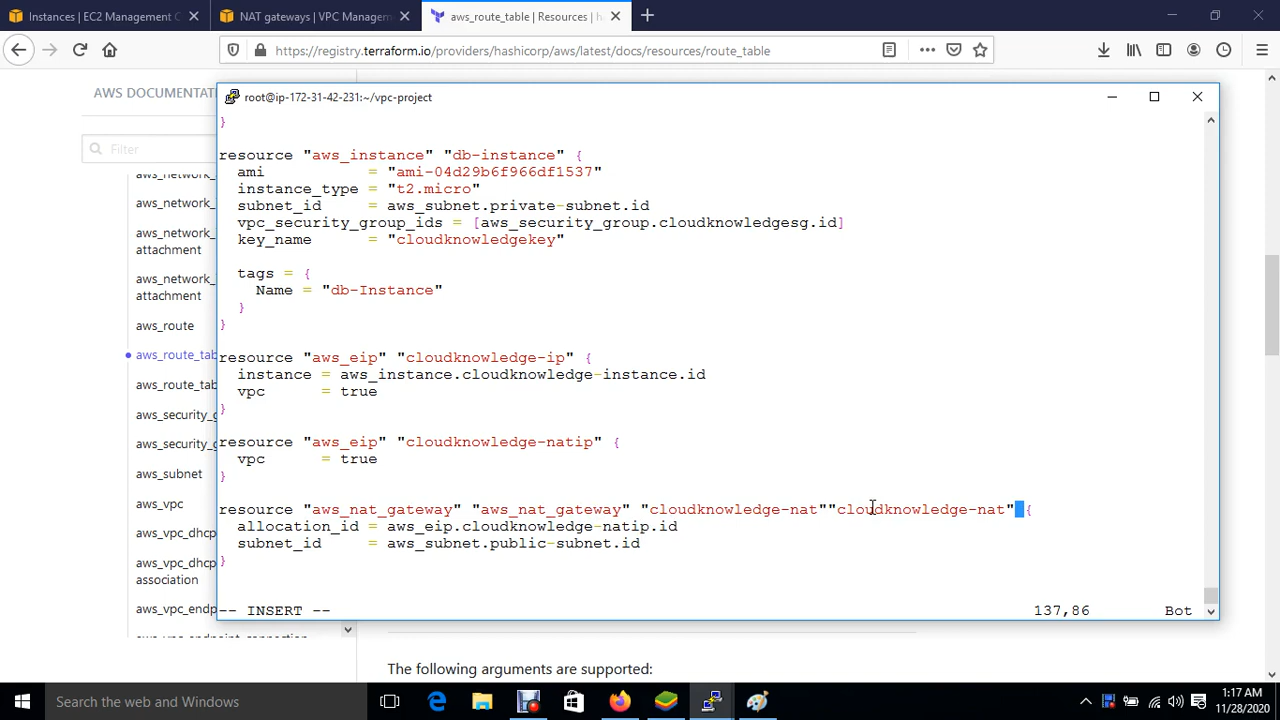 Instances | EC2 Management C
NAT gateways | VPC Managem
aws_route_table | Resources | h
https://registry.terraform.io/providers/hashicorp/aws/latest/docs/resources/route_table
AWS DOCUMENTAT
Filter
aws_network_
aws_network_
aws_network_
attachment
aws_network_
attachment
aws_route
aws_route_tab
aws_route_tab
aws_security_g
aws_security_g
aws_subnet
aws_vpc
aws_vpc_dhcp
aws_vpc_dhcp
association
aws_vpc_endp
aws_vpc_endpoint_connection
root@ip-172-31-42-231:~/vpc-project
}
resource "aws_instance" "db-instance" {
ami = "ami-04d29b6f966df1537"
instance_type = "t2.micro"
subnet_id = aws_subnet.private-subnet.id
vpc_security_group_ids = [aws_security_group.cloudknowledgesg.id]
key_name = "cloudknowledgekey"
tags = {
Name = "db-Instance"
}
}
resource "aws_eip" "cloudknowledge-ip" {
instance = aws_instance.cloudknowledge-instance.id
vpc = true
}
resource "aws_eip" "cloudknowledge-natip" {
vpc = true
}
resource "aws_nat_gateway" "aws_nat_gateway" "cloudknowledge-nat""cloudknowledge-nat" {
allocation_id = aws_eip.cloudknowledge-natip.id
subnet_id = aws_subnet.public-subnet.id
}
-- INSERT -- 137,86 Bot
The following arguments are supported:
Search the web and Windows
1:17 AM
11/28/2020